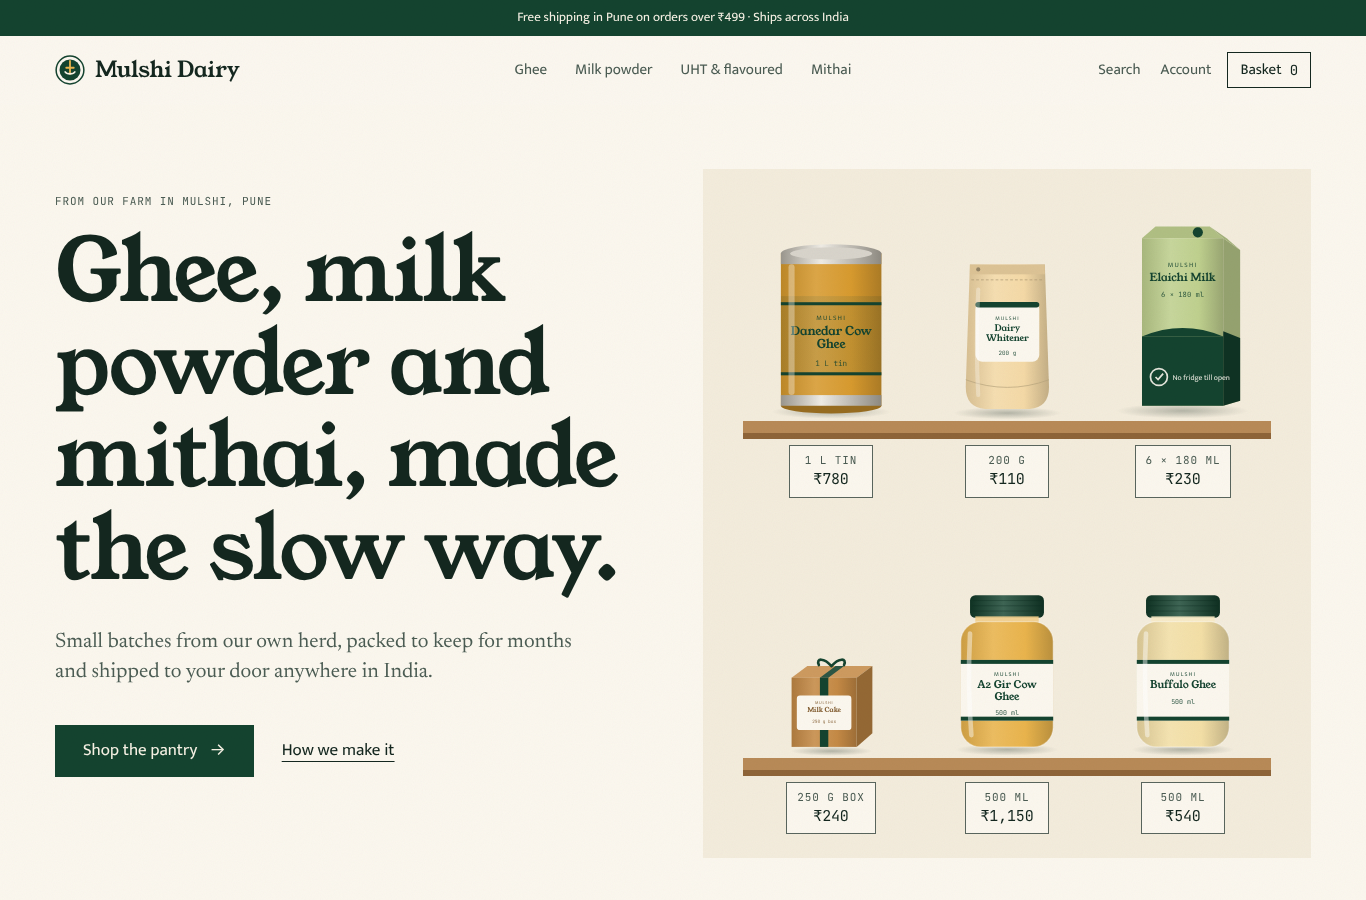 Free shipping in Pune on orders over ₹499 · Ships across India
Mulshi Dairy
Ghee
Milk powder
UHT & flavoured
Mithai
Search
Account
Basket 0
FROM OUR FARM IN MULSHI, PUNE
Ghee, milk
powder and
mithai, made
the slow way.
Small batches from our own herd, packed to keep for months
and shipped to your door anywhere in India.
Shop the pantry →
How we make it
MULSHI
Danedar Cow
Ghee
1 L tin
MULSHI
Dairy
Whitener
200 g
MULSHI
Elaichi Milk
6 × 180 ml
No fridge till open
1 L TIN
₹780
200 G
₹110
6 × 180 ML
₹230
MULSHI
Milk Cake
250 g box
MULSHI
A2 Gir Cow
Ghee
500 ml
MULSHI
Buffalo Ghee
500 ml
250 G BOX
₹240
500 ML
₹1,150
500 ML
₹540